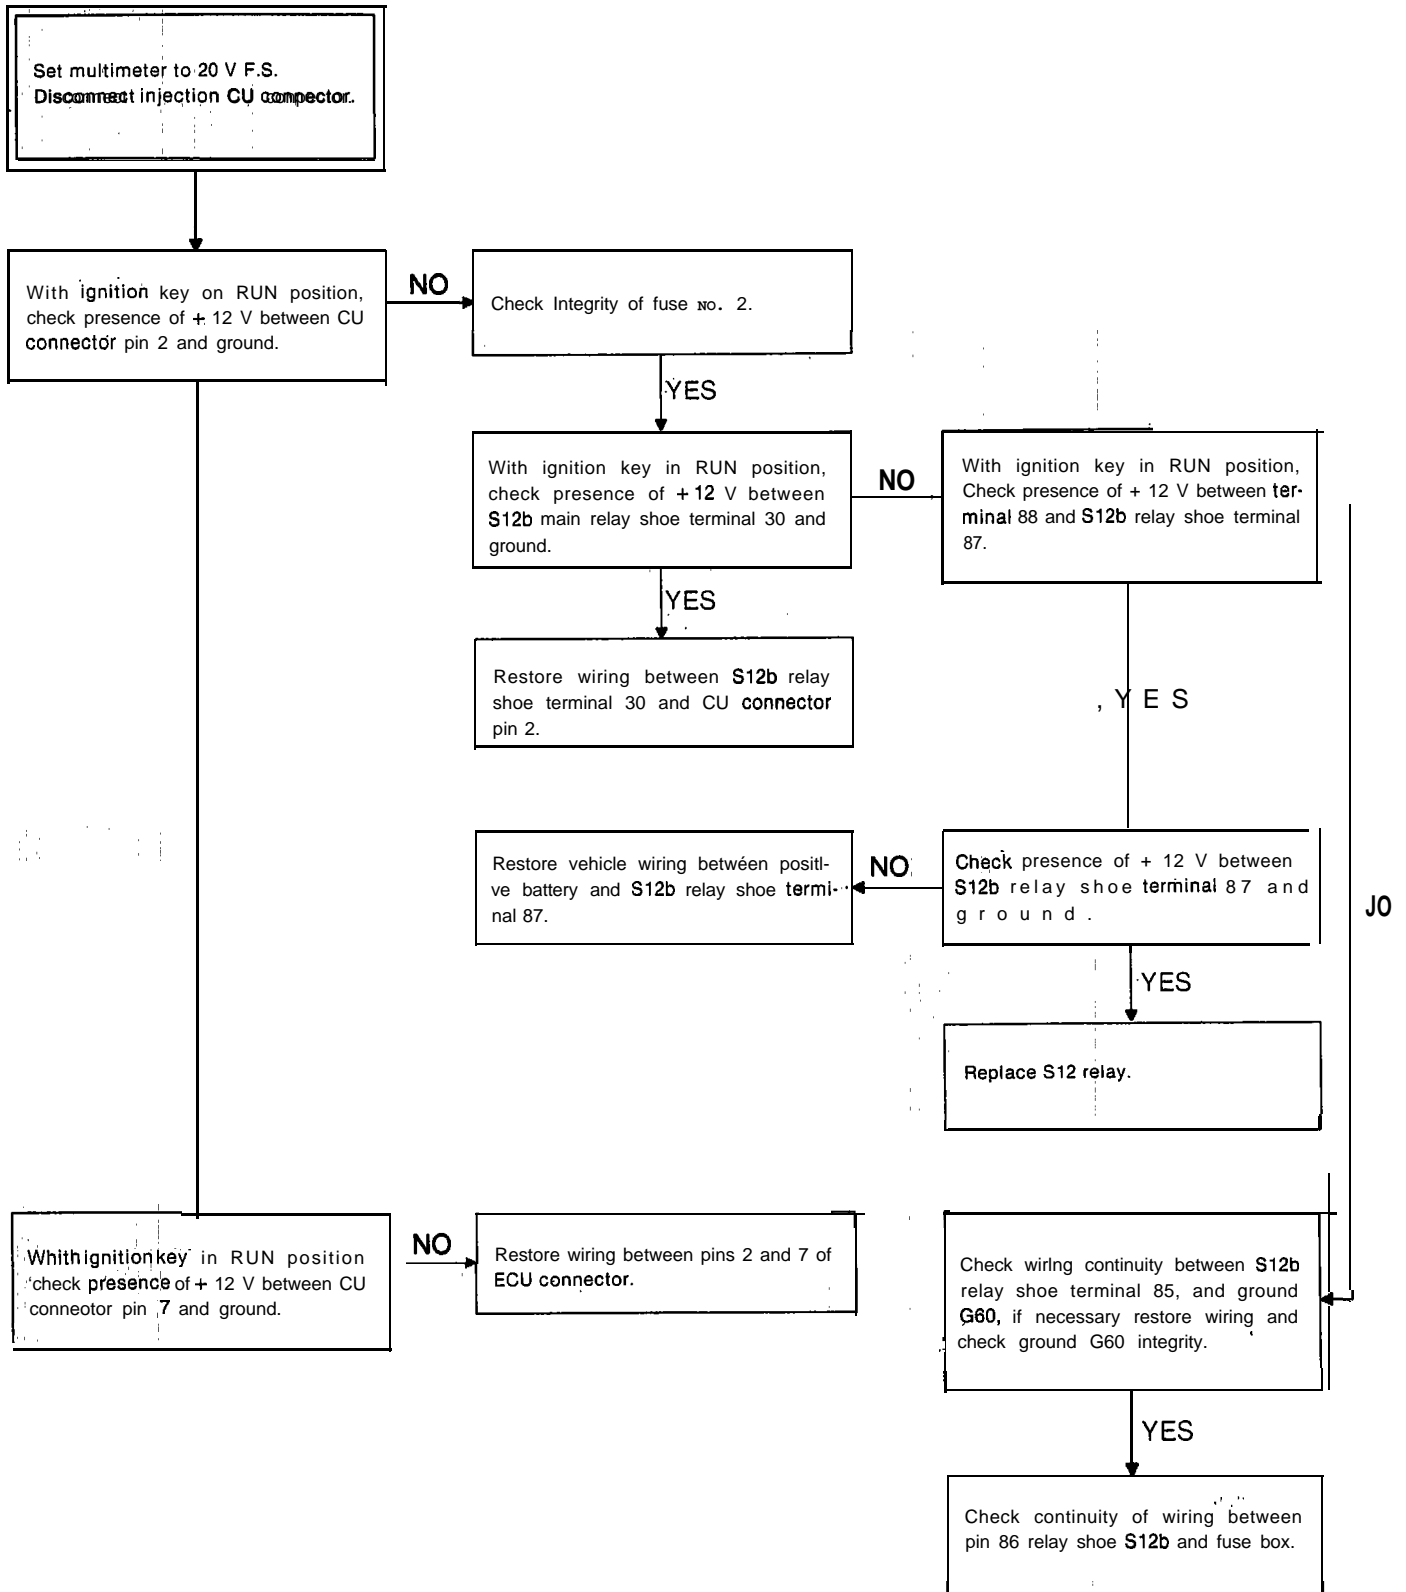 Set multimeter to 20 V F.S.
Disconnect injection CU connector.
With ignition key on RUN position,
check presence of + 12 V between CU
connector pin 2 and ground.
NO
Check Integrity of fuse NO. 2.
YES
With ignition key in RUN position,
check presence of +12 V between
S12b main relay shoe terminal 30 and
ground.
NO
With ignition key in RUN position,
Check presence of + 12 V between ter-
minal 88 and S12b relay shoe terminal
87.
YES
Restore wiring between S12b relay
shoe terminal 30 and CU connector
pin 2.
, YES
Restore vehicle wiring between positI-
ve battery and S12b relay shoe termi-
nal 87.
NO
Check presence of + 12 V between
S12b relay shoe terminal 87 and
ground.
JO
YES
Replace S12 relay.
Whith ignition key in RUN position
check presence of + 12 V between CU
conneotor pin 7 and ground.
NO
Restore wiring between pins 2 and 7 of
ECU connector.
Check wirIng continuity between S12b
relay shoe terminal 85, and ground
G60, if necessary restore wiring and
check ground G60 integrity.
YES
Check continuity of wiring between
pin 86 relay shoe S12b and fuse box.